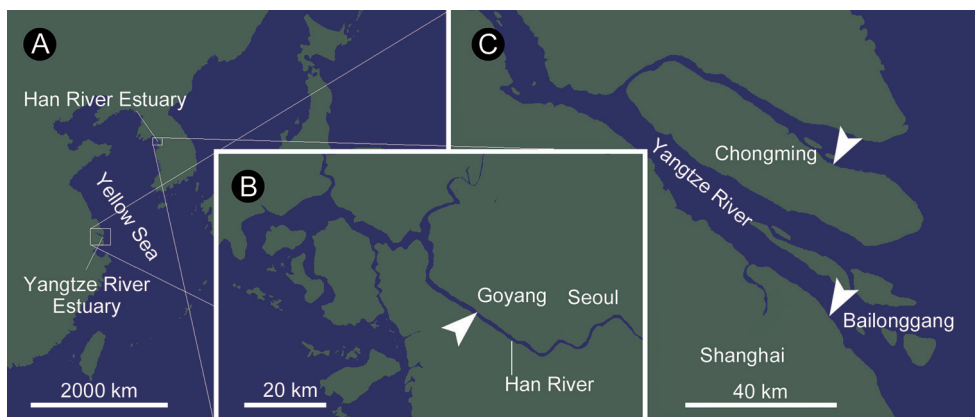 A
Han River Estuary
Yellow Sea
Yangtze River
Estuary
2000 km
B
Goyang
Seoul
Han River
20 km
C
Chongming
Yangtze River
Bailonggang
Shanghai
40 km